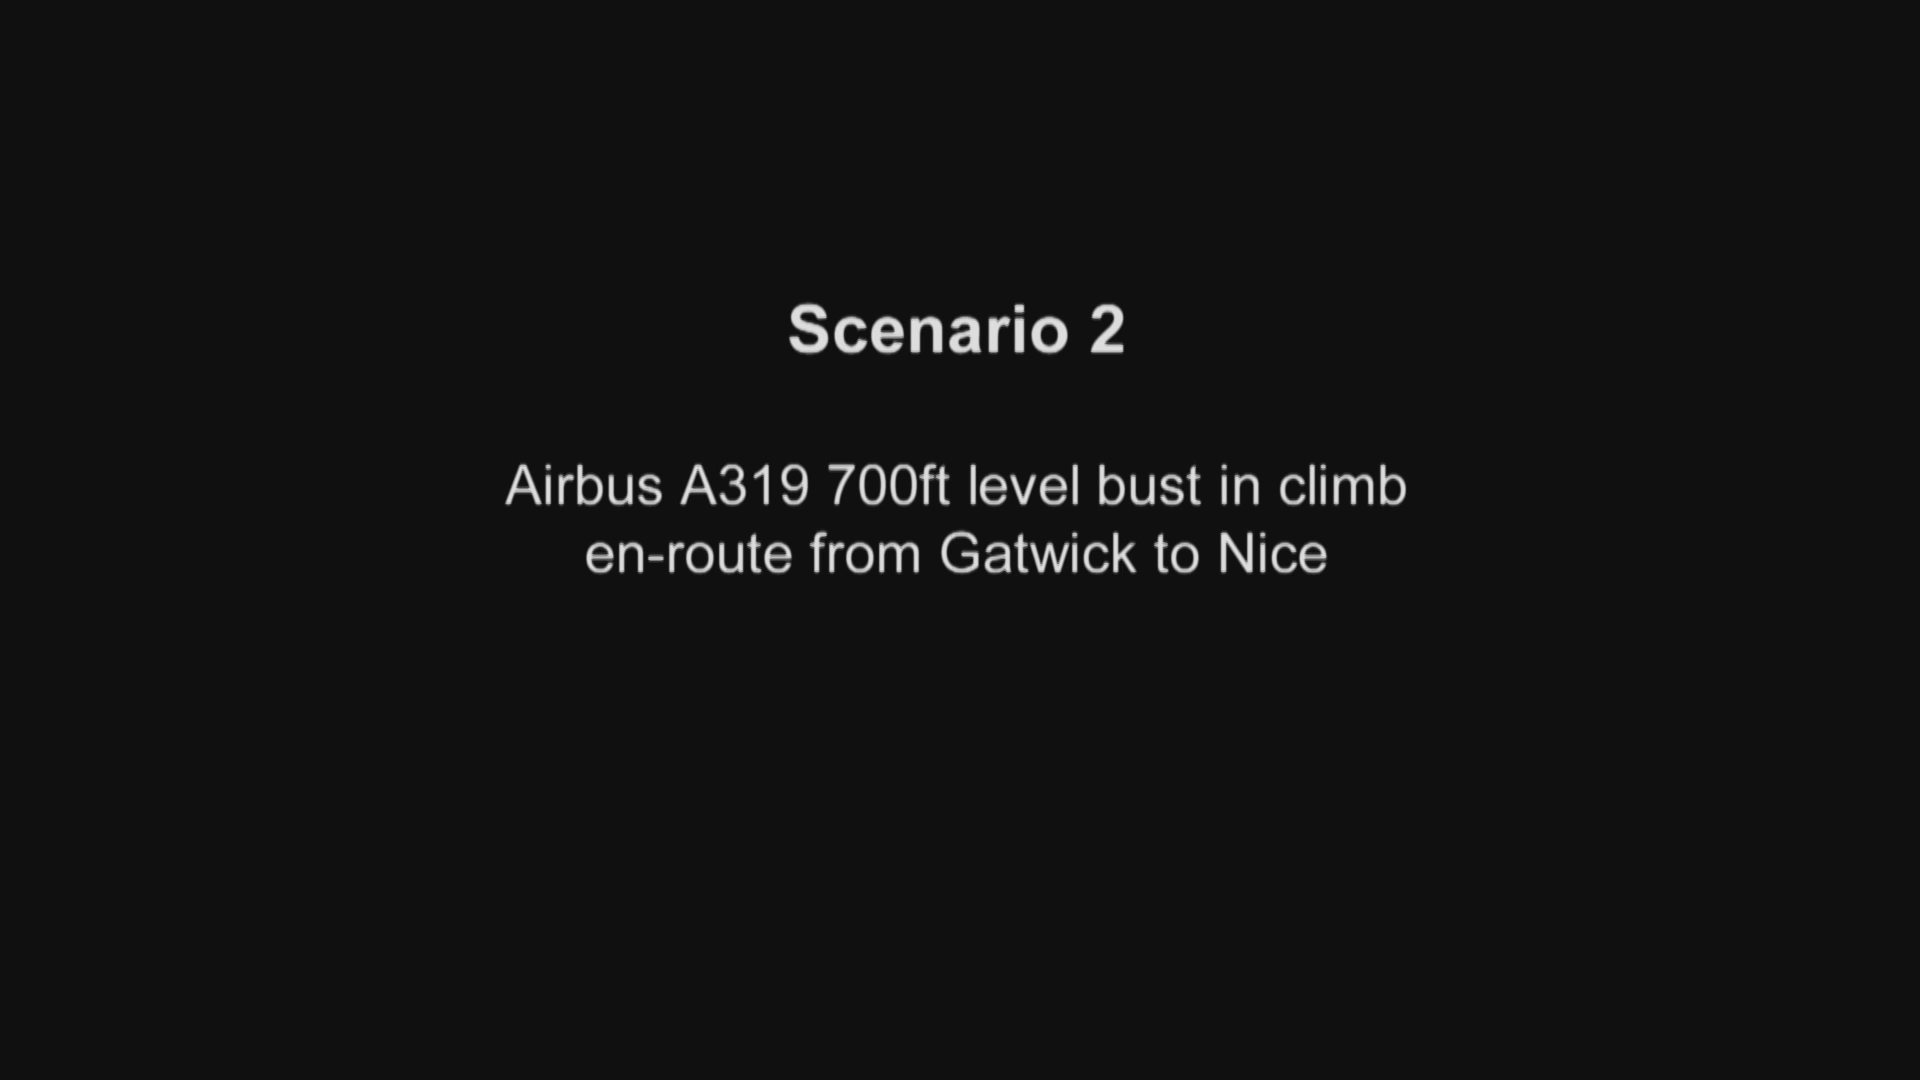 Scenario 2
Airbus A319 700ft level bust in climb
en-route from Gatwick to Nice